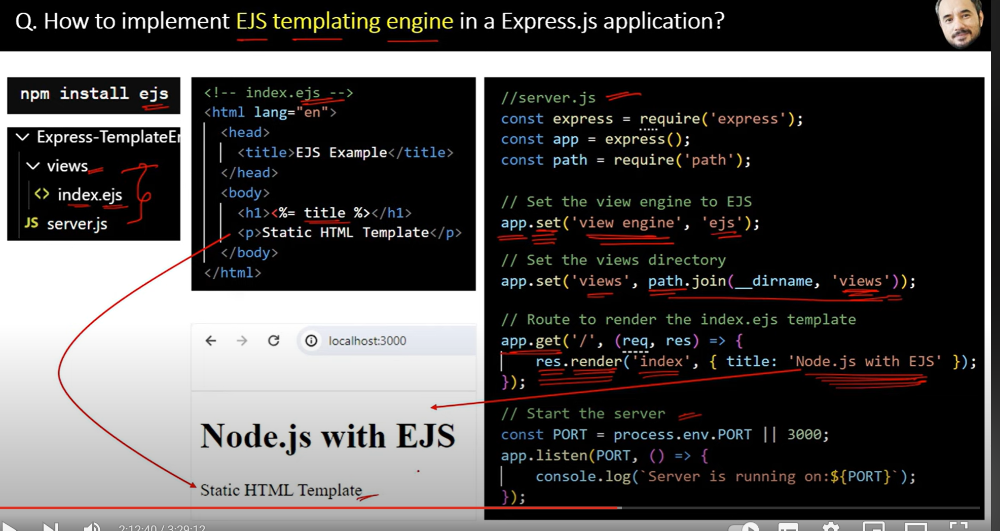 Q. How to implement EJS templating engine in a Express.js application?
npm install ejs
Express-TemplateEn
views
<> index.ejs
JS server.js
<!-- index.ejs -->
<html lang="en">
<head>
<title>EJS Example</title>
</head>
<body>
<h1><%= title %></h1>
<p>Static HTML Template</p>
</body>
</html>
localhost:3000
Node.js with EJS
Static HTML Template
//server.js
const express = require('express');
const app = express();
const path = require('path');
// Set the view engine to EJS
app.set('view engine', 'ejs');
// Set the views directory
app.set('views', path.join(__dirname, 'views'));
// Route to render the index.ejs template
app.get('/', (req, res) => {
res.render('index', { title: 'Node.js with EJS' });
});
// Start the server
const PORT = process.env.PORT || 3000;
app.listen(PORT, () => {
console.log(`Server is running on:${PORT}`);
});
2:12:40 / 3:29:12